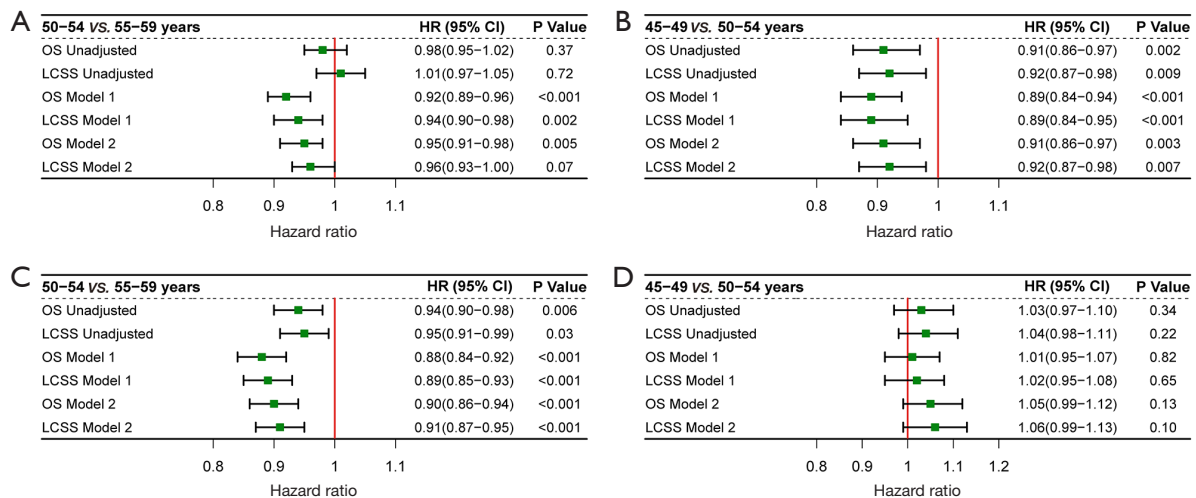 A
50−54 VS. 55−59 years HR (95% CI) P Value
OS Unadjusted 0.98(0.95−1.02) 0.37
LCSS Unadjusted 1.01(0.97−1.05) 0.72
OS Model 1 0.92(0.89−0.96) <0.001
LCSS Model 1 0.94(0.90−0.98) 0.002
OS Model 2 0.95(0.91−0.98) 0.005
LCSS Model 2 0.96(0.93−1.00) 0.07
0.8 0.9 1 1.1
Hazard ratio
B
45−49 VS. 50−54 years HR (95% CI) P Value
OS Unadjusted 0.91(0.86−0.97) 0.002
LCSS Unadjusted 0.92(0.87−0.98) 0.009
OS Model 1 0.89(0.84−0.94) <0.001
LCSS Model 1 0.89(0.84−0.95) <0.001
OS Model 2 0.91(0.86−0.97) 0.003
LCSS Model 2 0.92(0.87−0.98) 0.007
0.8 0.9 1 1.1
Hazard ratio
C
50−54 VS. 55−59 years HR (95% CI) P Value
OS Unadjusted 0.94(0.90−0.98) 0.006
LCSS Unadjusted 0.95(0.91−0.99) 0.03
OS Model 1 0.88(0.84−0.92) <0.001
LCSS Model 1 0.89(0.85−0.93) <0.001
OS Model 2 0.90(0.86−0.94) <0.001
LCSS Model 2 0.91(0.87−0.95) <0.001
0.8 0.9 1 1.1
Hazard ratio
D
45−49 VS. 50−54 years HR (95% CI) P Value
OS Unadjusted 1.03(0.97−1.10) 0.34
LCSS Unadjusted 1.04(0.98−1.11) 0.22
OS Model 1 1.01(0.95−1.07) 0.82
LCSS Model 1 1.02(0.95−1.08) 0.65
OS Model 2 1.05(0.99−1.12) 0.13
LCSS Model 2 1.06(0.99−1.13) 0.10
0.8 0.9 1 1.1 1.2
Hazard ratio